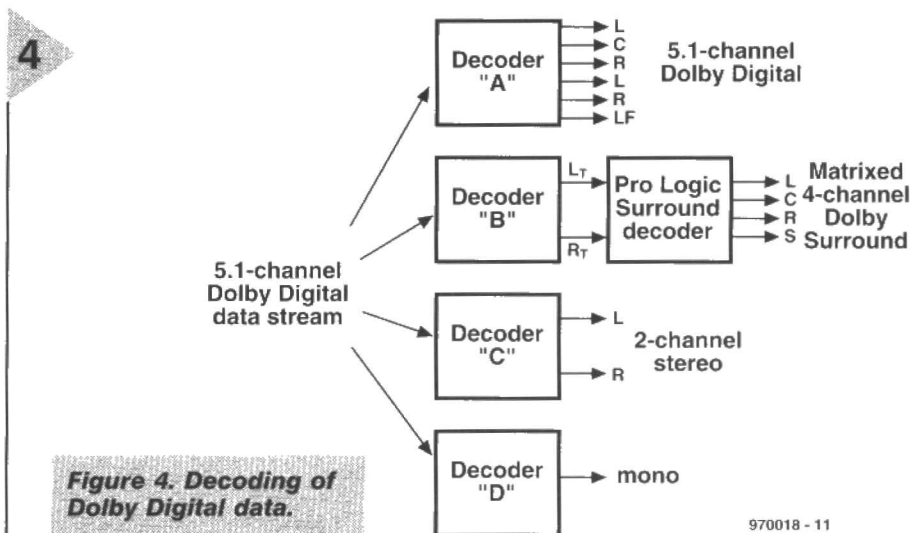 4
Decoder
"A"
L
C
R
L
R
LF
5.1-channel
Dolby Digital
Decoder
"B"
LT
RT
Pro Logic
Surround
decoder
L
C
R
S
Matrixed
4-channel
Dolby
Surround
5.1-channel
Dolby Digital
data stream
Decoder
"C"
L
R
2-channel
stereo
Decoder
"D"
mono
Figure 4. Decoding of
Dolby Digital data.
970018 - 11